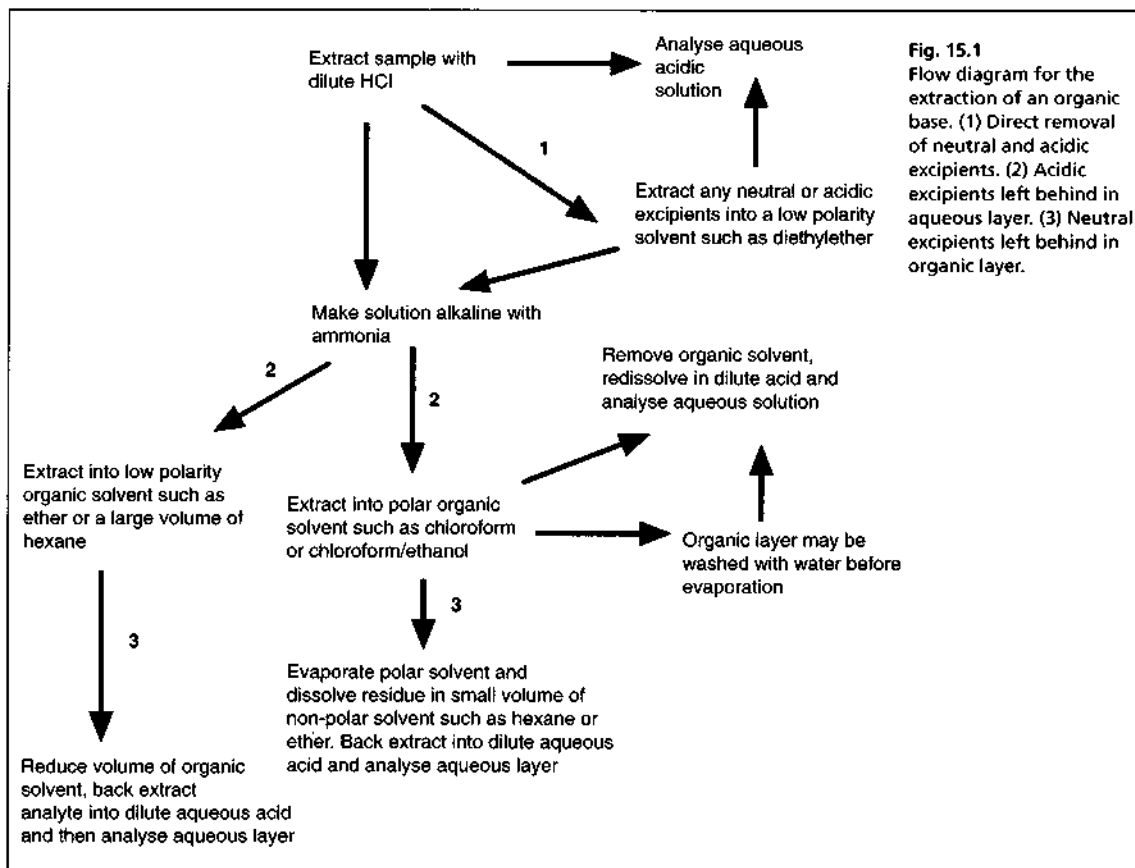 Extract sample with
dilute HCl
Analyse aqueous
acidic
solution
Fig. 15.1
Flow diagram for the
extraction of an organic
base. (1) Direct removal
of neutral and acidic
excipients. (2) Acidic
excipients left behind in
aqueous layer. (3) Neutral
excipients left behind in
organic layer.
1
Extract any neutral or acidic
excipients into a low polarity
solvent such as diethylether
Make solution alkaline with
ammonia
2
2
Remove organic solvent,
redissolve in dilute acid and
analyse aqueous solution
Extract into low polarity
organic solvent such as
ether or a large volume of
hexane
Extract into polar organic
solvent such as chloroform
or chloroform/ethanol
Organic layer may be
washed with water before
evaporation
3
3
Evaporate polar solvent and
dissolve residue in small volume of
non-polar solvent such as hexane or
ether. Back extract into dilute aqueous
acid and analyse aqueous layer
Reduce volume of organic
solvent, back extract
analyte into dilute aqueous acid
and then analyse aqueous layer